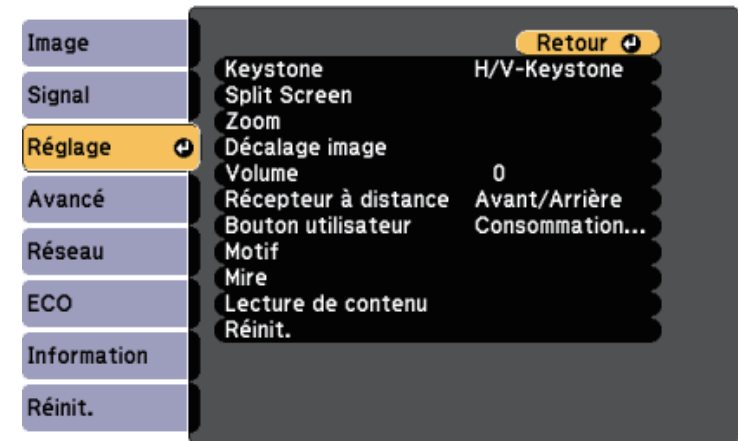 Image
Signal
Réglage
Avancé
Réseau
ECO
Information
Réinit.
Retour
Keystone H/V-Keystone
Split Screen
Zoom
Décalage image
Volume 0
Récepteur à distance Avant/Arrière
Bouton utilisateur Consommation...
Motif
Mire
Lecture de contenu
Réinit.